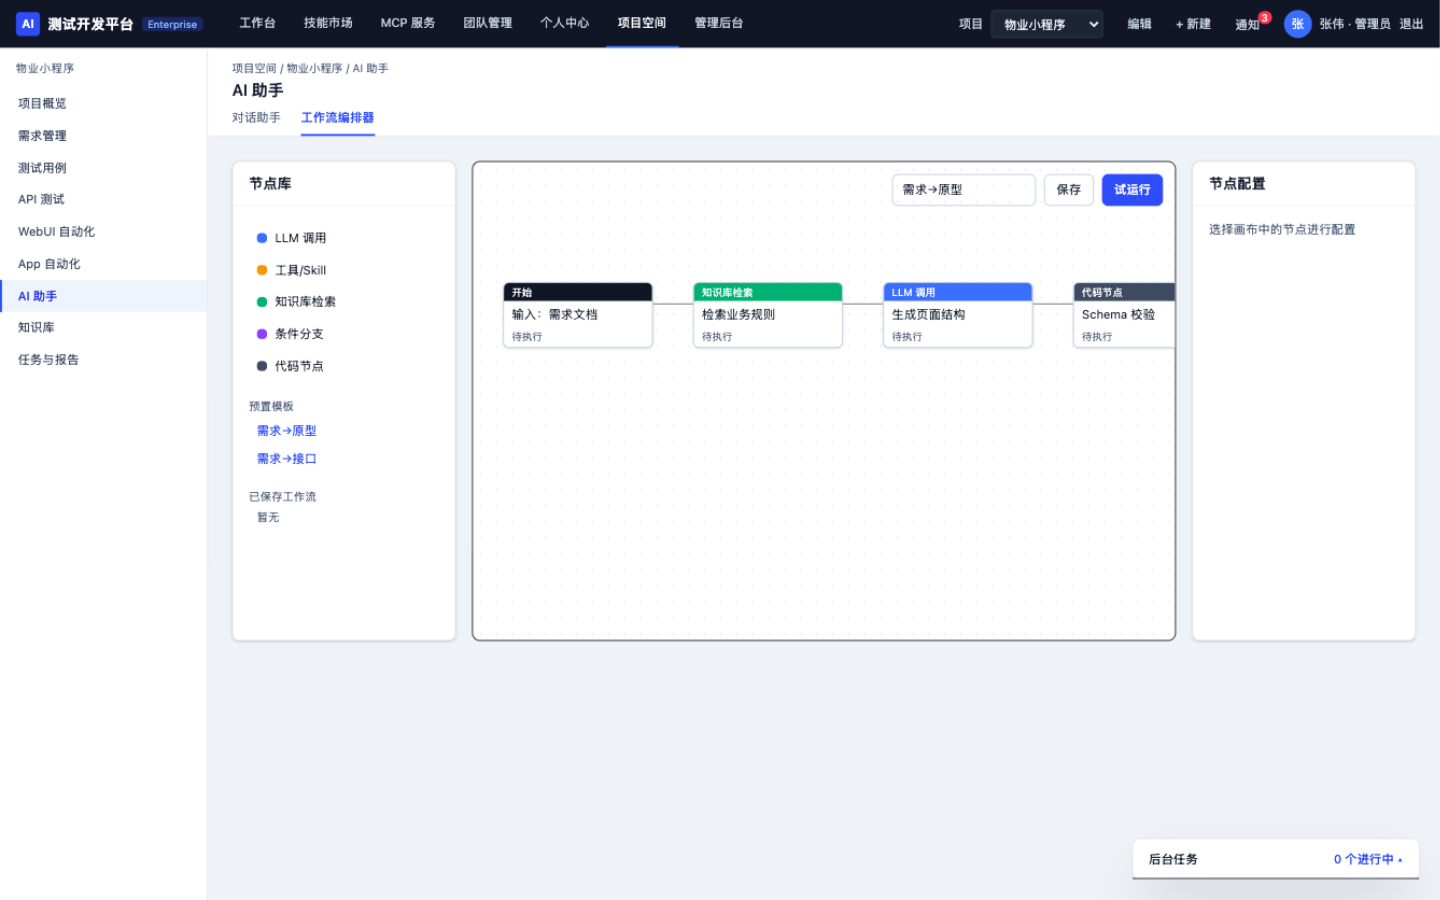 AI 测试开发平台 Enterprise 工作台 技能市场 MCP 服务 团队管理 个人中心 项目空间 管理后台 项目 物业小程序 编辑 + 新建 通知 3 张 张伟 · 管理员 退出
物业小程序
项目概览
需求管理
测试用例
API 测试
WebUI 自动化
App 自动化
AI 助手
知识库
任务与报告
项目空间 / 物业小程序 / AI 助手
AI 助手
对话助手 工作流编排器
节点库
LLM 调用
工具/Skill
知识库检索
条件分支
代码节点
预置模板
需求→原型
需求→接口
已保存工作流
暂无
需求→原型 保存 试运行
开始
输入：需求文档
待执行
知识库检索
检索业务规则
待执行
LLM 调用
生成页面结构
待执行
代码节点
Schema 校验
待执行
节点配置
选择画布中的节点进行配置
后台任务 0 个进行中 ▴